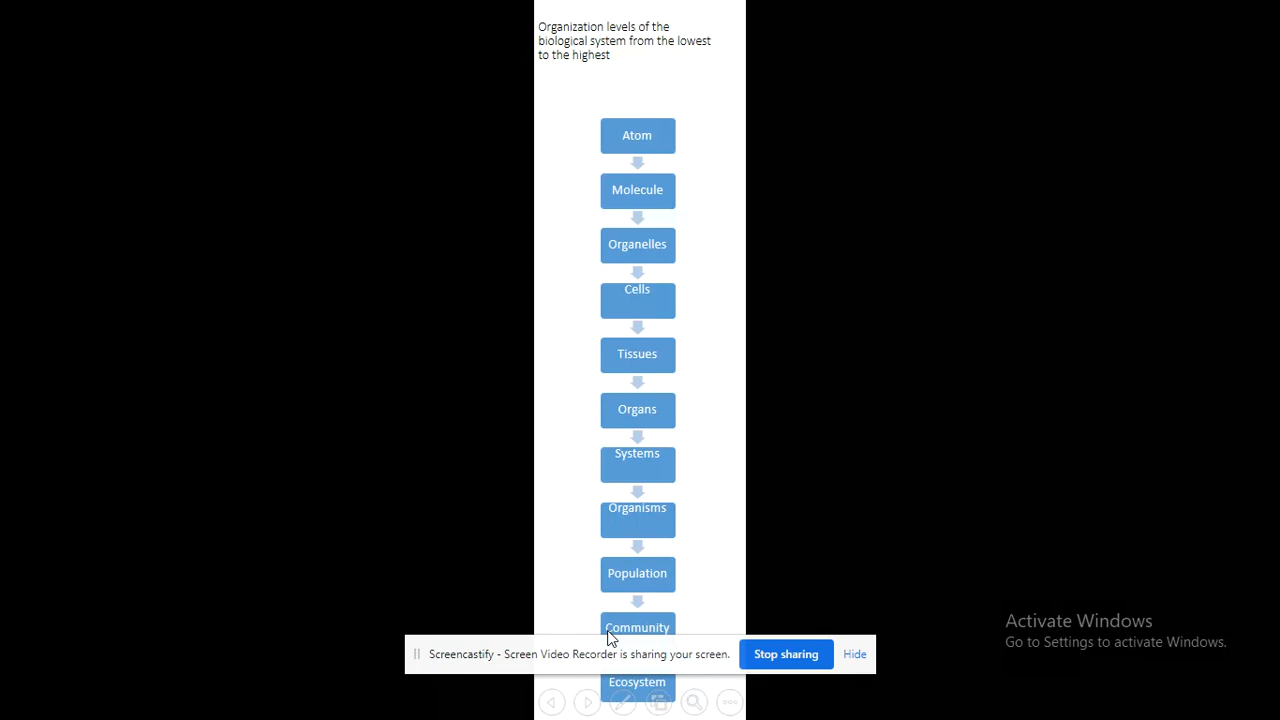 Organization levels of the
biological system from the lowest
to the highest
Atom
Molecule
Organelles
Cells
Tissues
Organs
Systems
Organisms
Population
Community
Screencastify - Screen Video Recorder is sharing your screen.
Stop sharing
Hide
Ecosystem
Activate Windows
Go to Settings to activate Windows.